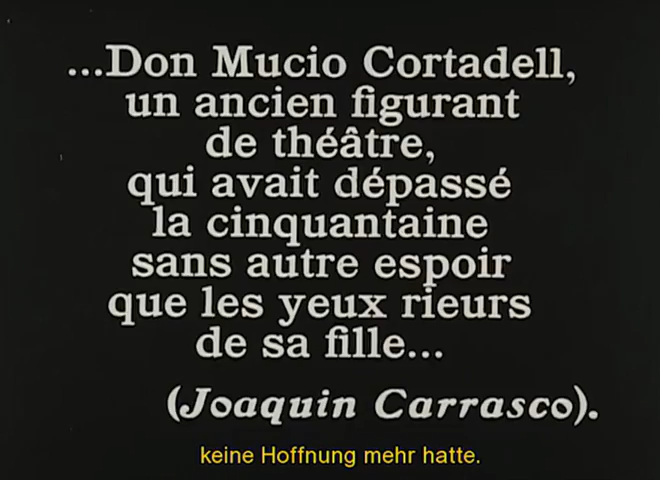 ...Don Mucio Cortadell,
un ancien figurant
de théâtre,
qui avait dépassé
la cinquantaine
sans autre espoir
que les yeux rieurs
de sa fille...
(Joaquin Carrasco).
keine Hoffnung mehr hatte.